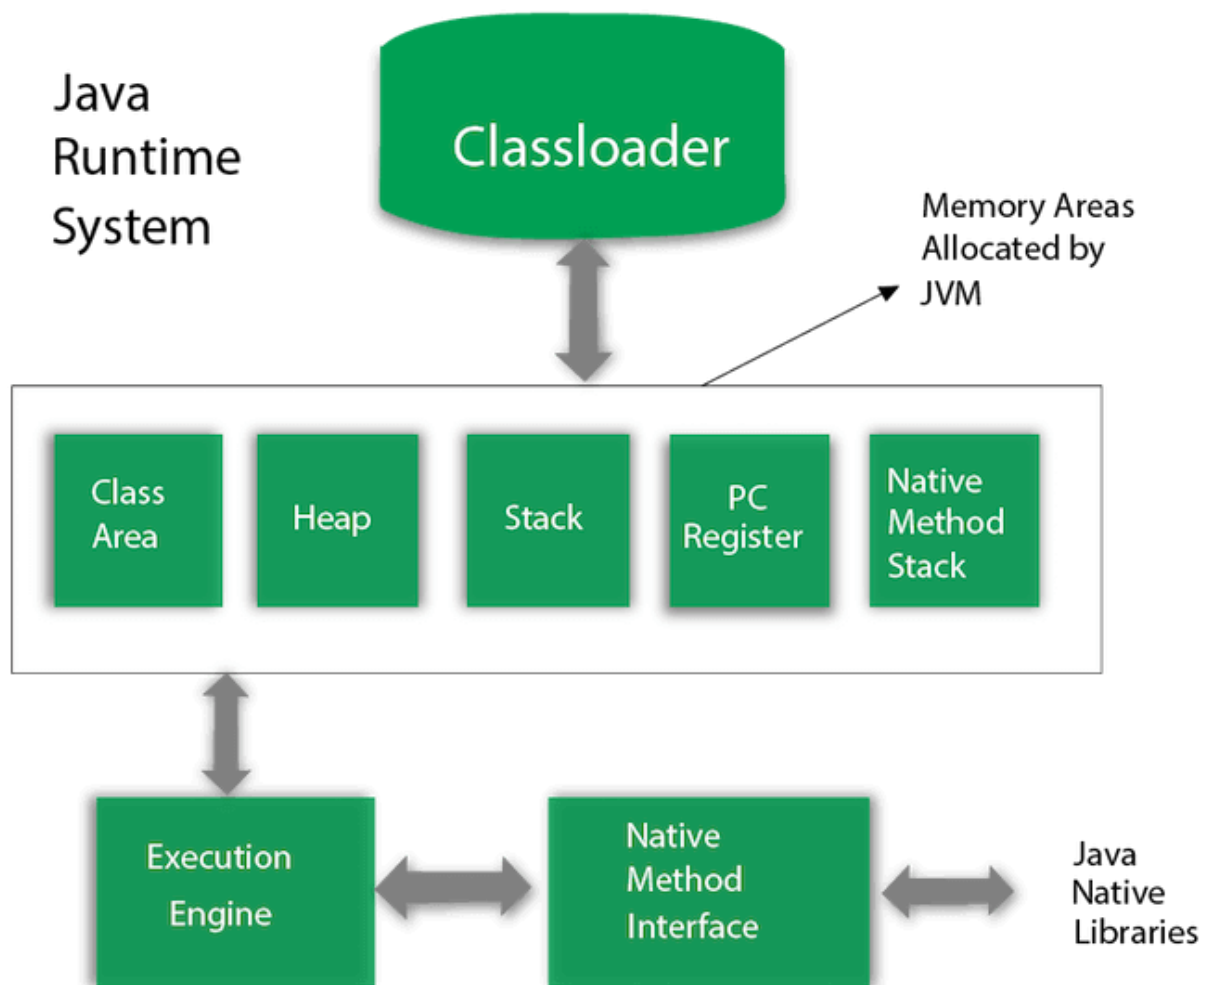 Java
Runtime
System
Classloader
Memory Areas
Allocated by
JVM
Class
Area
Heap
Stack
PC
Register
Native
Method
Stack
Execution
Engine
Native
Method
Interface
Java
Native
Libraries